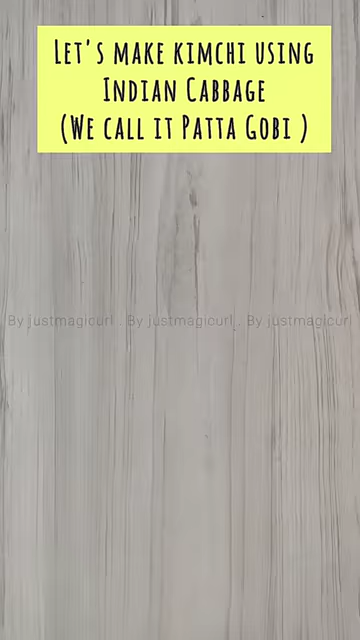 Let's make kimchi using
Indian Cabbage
(We call it Patta Gobi )
By justmagicurl . By justmagicurl . By justmagicurl